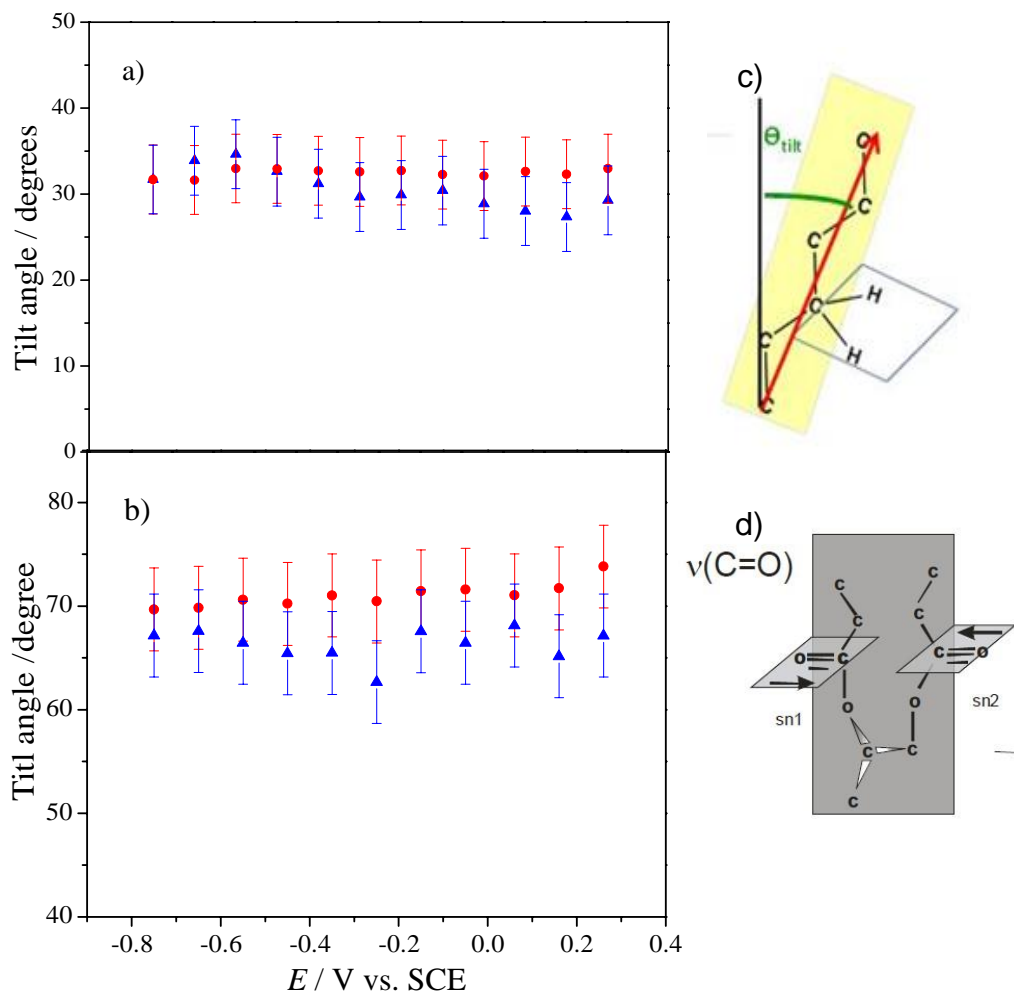 a)
50
40
30
20
10
0
Tilt angle / degrees
b)
80
70
60
50
40
Titl angle /degree
-0.8 -0.6 -0.4 -0.2 0.0 0.2 0.4
E / V vs. SCE
c)
Θtilt
C
C
C
C H
H
C
C
d)
ν(C=O)
C C
C C
O C C O
sn1 sn2
O O
C C
C